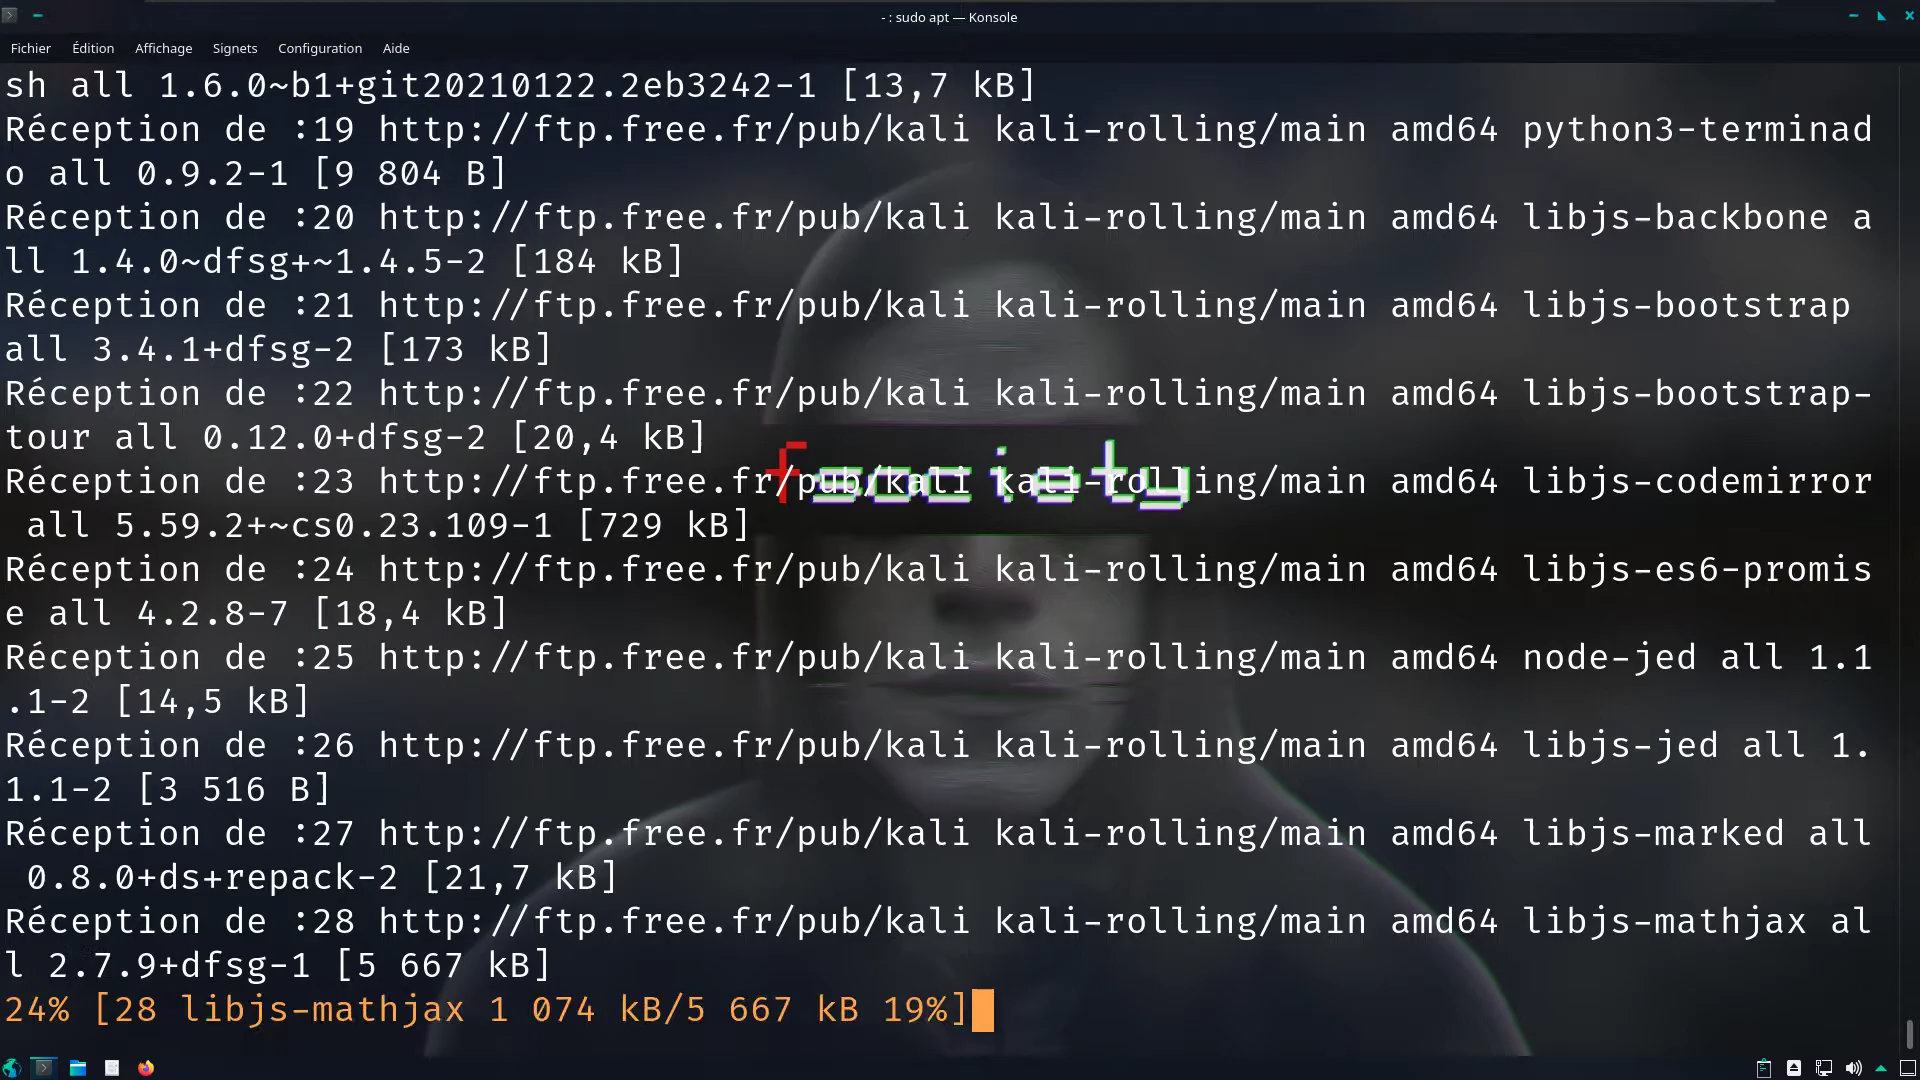 - : sudo apt — Konsole
Fichier Édition Affichage Signets Configuration Aide
sh all 1.6.0~b1+git20210122.2eb3242-1 [13,7 kB]
Réception de :19 http://ftp.free.fr/pub/kali kali-rolling/main amd64 python3-terminad
o all 0.9.2-1 [9 804 B]
Réception de :20 http://ftp.free.fr/pub/kali kali-rolling/main amd64 libjs-backbone a
ll 1.4.0~dfsg+~1.4.5-2 [184 kB]
Réception de :21 http://ftp.free.fr/pub/kali kali-rolling/main amd64 libjs-bootstrap
all 3.4.1+dfsg-2 [173 kB]
Réception de :22 http://ftp.free.fr/pub/kali kali-rolling/main amd64 libjs-bootstrap-
tour all 0.12.0+dfsg-2 [20,4 kB]
fsociety
Réception de :23 http://ftp.free.fr/pub/kali kali-rolling/main amd64 libjs-codemirror
all 5.59.2+~cs0.23.109-1 [729 kB]
Réception de :24 http://ftp.free.fr/pub/kali kali-rolling/main amd64 libjs-es6-promis
e all 4.2.8-7 [18,4 kB]
Réception de :25 http://ftp.free.fr/pub/kali kali-rolling/main amd64 node-jed all 1.1
.1-2 [14,5 kB]
Réception de :26 http://ftp.free.fr/pub/kali kali-rolling/main amd64 libjs-jed all 1.
1.1-2 [3 516 B]
Réception de :27 http://ftp.free.fr/pub/kali kali-rolling/main amd64 libjs-marked all
0.8.0+ds+repack-2 [21,7 kB]
Réception de :28 http://ftp.free.fr/pub/kali kali-rolling/main amd64 libjs-mathjax al
l 2.7.9+dfsg-1 [5 667 kB]
24% [28 libjs-mathjax 1 074 kB/5 667 kB 19%]